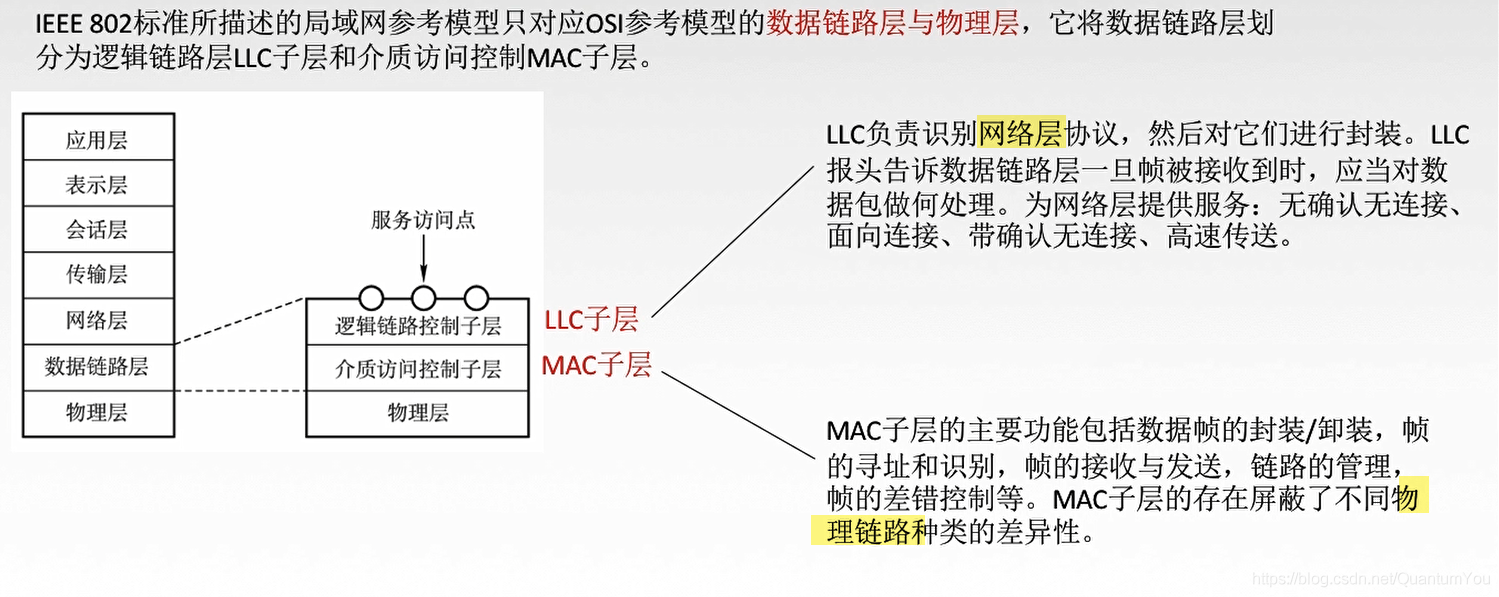 IEEE 802标准所描述的局域网参考模型只对应OSI参考模型的数据链路层与物理层，它将数据链路层划
分为逻辑链路层LLC子层和介质访问控制MAC子层。
应用层
表示层
会话层
传输层
网络层
数据链路层
物理层
服务访问点
逻辑链路控制子层
介质访问控制子层
物理层
LLC子层
MAC子层
LLC负责识别网络层协议，然后对它们进行封装。LLC
报头告诉数据链路层一旦帧被接收到时，应当对数
据包做何处理。为网络层提供服务：无确认无连接、
面向连接、带确认无连接、高速传送。
MAC子层的主要功能包括数据帧的封装/卸装，帧
的寻址和识别，帧的接收与发送，链路的管理，
帧的差错控制等。MAC子层的存在屏蔽了不同物
理链路种类的差异性。
https://blog.csdn.net/QuantumYou